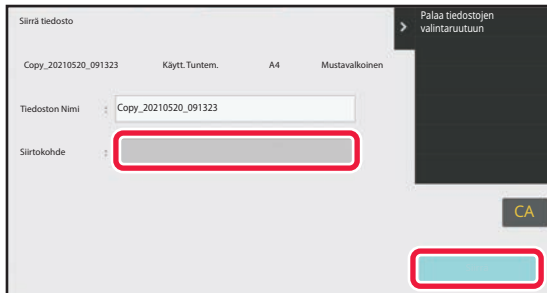 Siirrä tiedosto
Palaa tiedostojen
valintaruutuun
Copy_20210520_091323 Käytt. Tuntem. A4 Mustavalkoinen
Tiedoston Nimi : Copy_20210520_091323
Siirtokohde :
CA